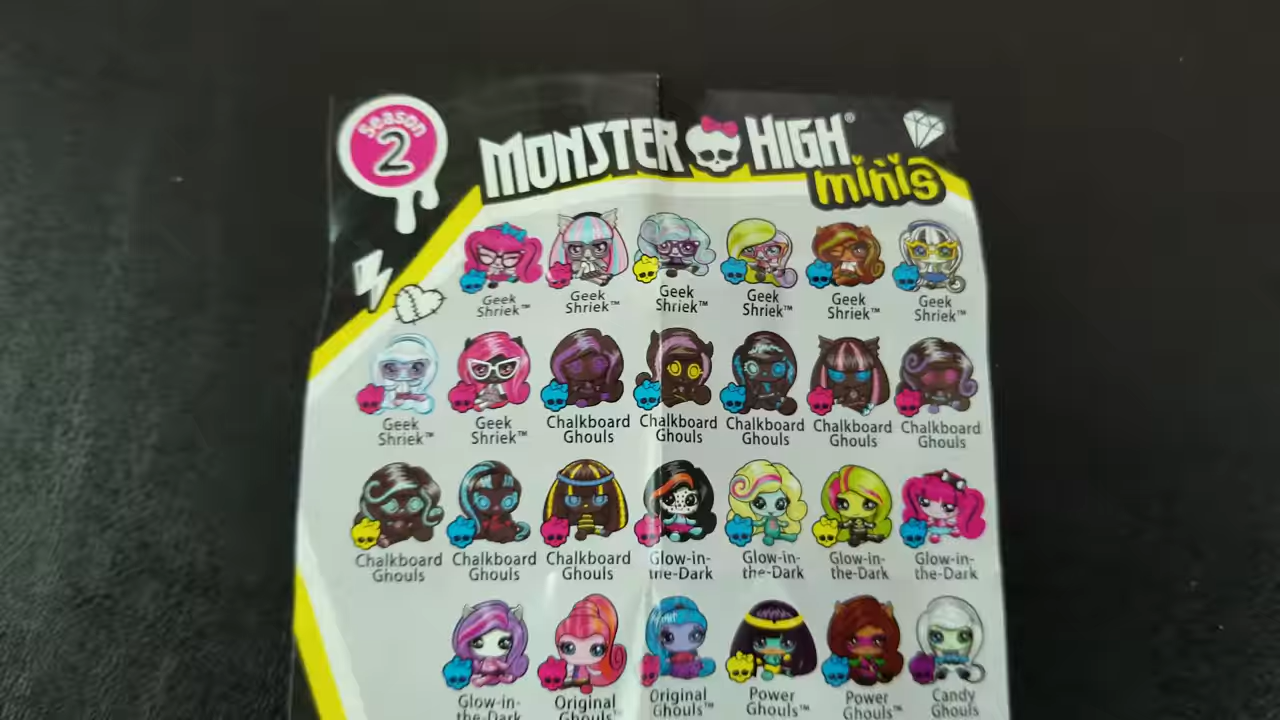 Season
2
MONSTER HIGH®
minis
Geek Shriek™
Geek Shriek™
Geek Shriek™
Geek Shriek™
Geek Shriek™
Geek Shriek™
Geek Shriek™
Geek Shriek™
Chalkboard Ghouls
Chalkboard Ghouls
Chalkboard Ghouls
Chalkboard Ghouls
Chalkboard Ghouls
Chalkboard Ghouls
Chalkboard Ghouls
Chalkboard Ghouls
Glow-in-the-Dark
Glow-in-the-Dark
Glow-in-the-Dark
Glow-in-the-Dark
Glow-in-the-Dark
Original Ghouls™
Original Ghouls™
Power Ghouls™
Power Ghouls™
Candy Ghouls